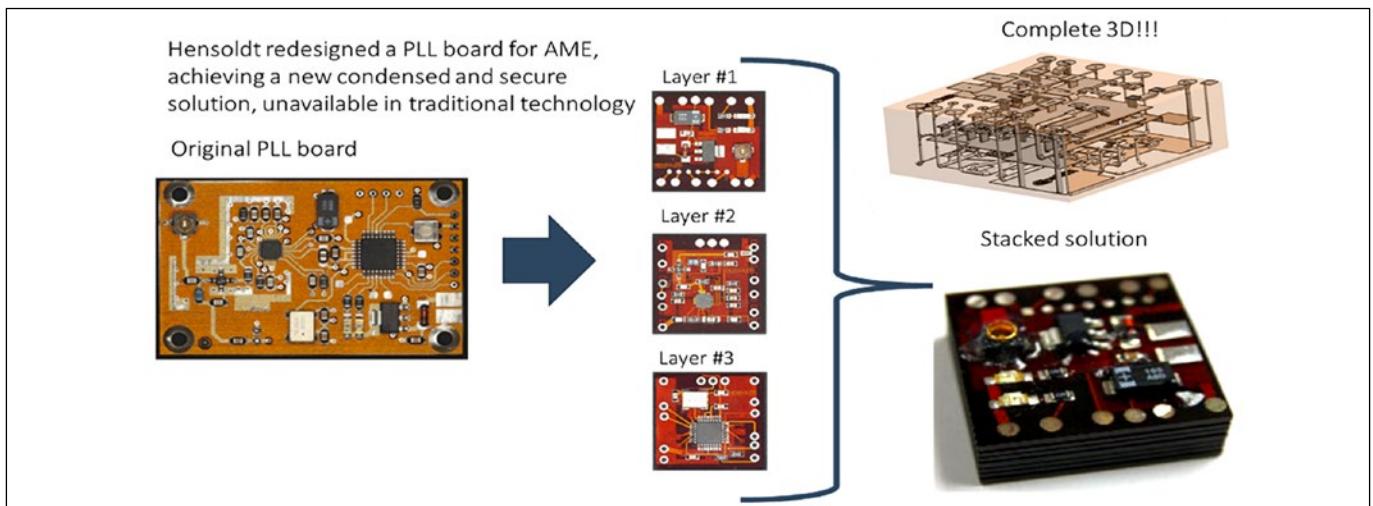 Hensoldt redesigned a PLL board for AME,
achieving a new condensed and secure
solution, unavailable in traditional technology
Original PLL board
Layer #1
Layer #2
Layer #3
Complete 3D!!!
Stacked solution